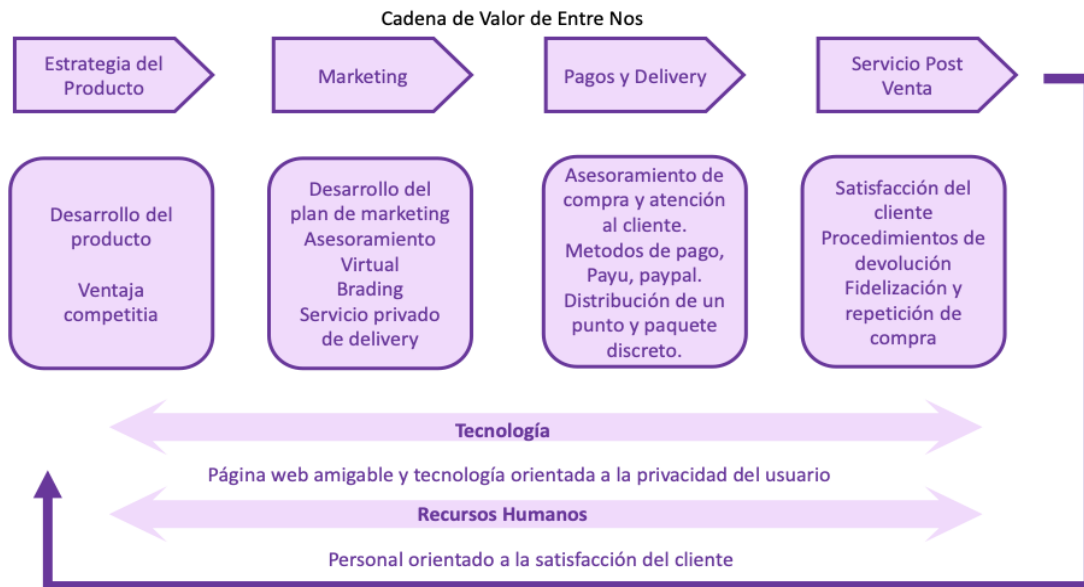 Cadena de Valor de Entre Nos
Estrategia del
Producto
Marketing
Pagos y Delivery
Servicio Post
Venta
Desarrollo del
producto
Ventaja
competitia
Desarrollo del
plan de marketing
Asesoramiento
Virtual
Brading
Servicio privado
de delivery
Asesoramiento de
compra y atención
al cliente.
Metodos de pago,
Payu, paypal.
Distribución de un
punto y paquete
discreto.
Satisfacción del
cliente
Procedimientos de
devolución
Fidelización y
repetición de
compra
Tecnología
Página web amigable y tecnología orientada a la privacidad del usuario
Recursos Humanos
Personal orientado a la satisfacción del cliente